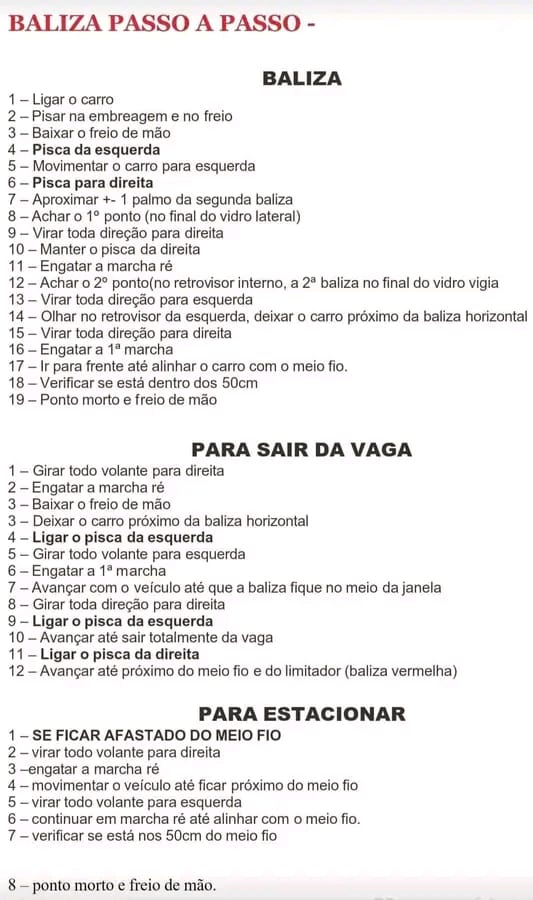 BALIZA PASSO A PASSO -
BALIZA
1 – Ligar o carro
2 – Pisar na embreagem e no freio
3 – Baixar o freio de mão
4 – Pisca da esquerda
5 – Movimentar o carro para esquerda
6 – Pisca para direita
7 – Aproximar +- 1 palmo da segunda baliza
8 – Achar o 1º ponto (no final do vidro lateral)
9 – Virar toda direção para direita
10 – Manter o pisca da direita
11 – Engatar a marcha ré
12 – Achar o 2º ponto(no retrovisor interno, a 2ª baliza no final do vidro vigia
13 – Virar toda direção para esquerda
14 – Olhar no retrovisor da esquerda, deixar o carro próximo da baliza horizontal
15 – Virar toda direção para direita
16 – Engatar a 1ª marcha
17 – Ir para frente até alinhar o carro com o meio fio.
18 – Verificar se está dentro dos 50cm
19 – Ponto morto e freio de mão
PARA SAIR DA VAGA
1 – Girar todo volante para direita
2 – Engatar a marcha ré
3 – Baixar o freio de mão
3 – Deixar o carro próximo da baliza horizontal
4 – Ligar o pisca da esquerda
5 – Girar todo volante para esquerda
6 – Engatar a 1ª marcha
7 – Avançar com o veículo até que a baliza fique no meio da janela
8 – Girar toda direção para direita
9 – Ligar o pisca da esquerda
10 – Avançar até sair totalmente da vaga
11 – Ligar o pisca da direita
12 – Avançar até próximo do meio fio e do limitador (baliza vermelha)
PARA ESTACIONAR
1 – SE FICAR AFASTADO DO MEIO FIO
2 – virar todo volante para direita
3 –engatar a marcha ré
4 – movimentar o veículo até ficar próximo do meio fio
5 – virar todo volante para esquerda
6 – continuar em marcha ré até alinhar com o meio fio.
7 – verificar se está nos 50cm do meio fio
8 – ponto morto e freio de mão.